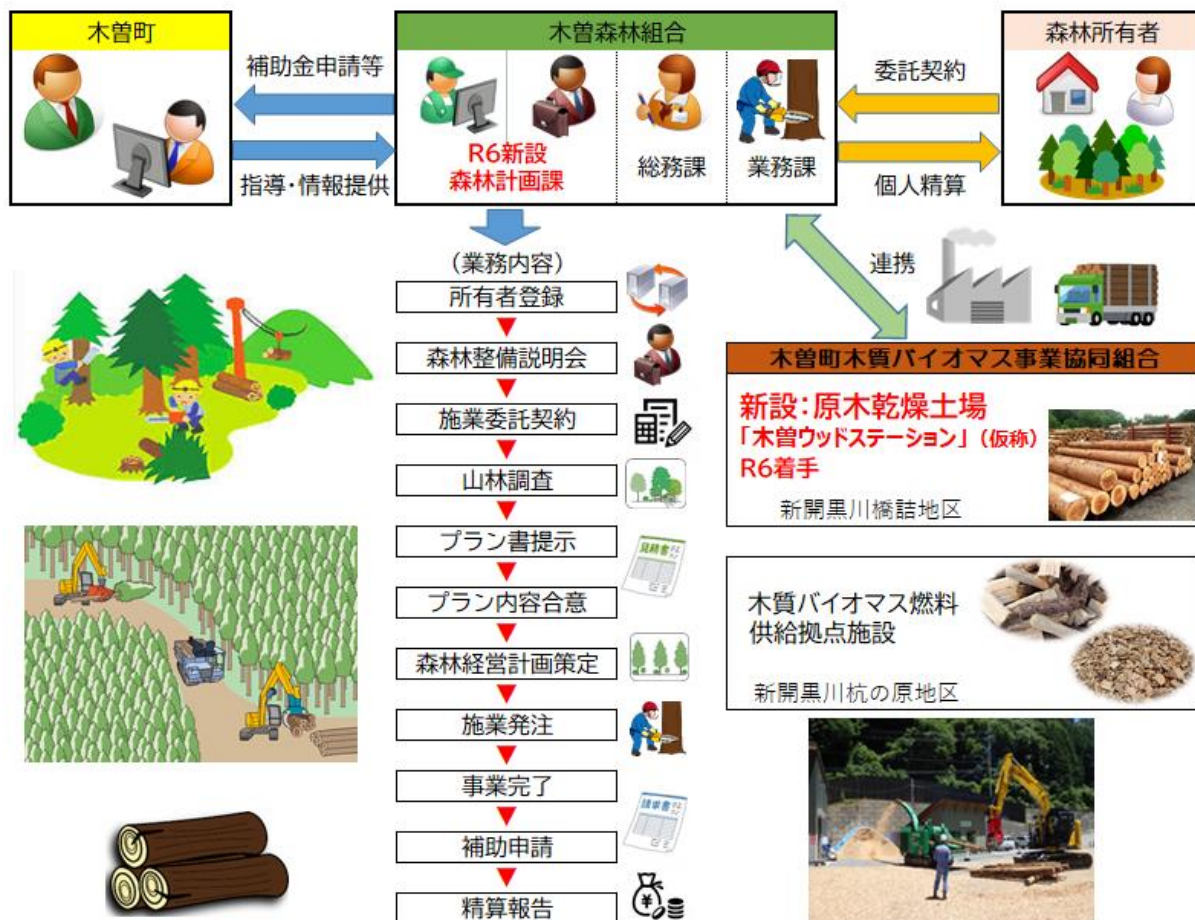 木曽町
木曽森林組合
森林所有者
補助金申請等
指導・情報提供
R6新設
森林計画課
総務課
業務課
委託契約
個人精算
(業務内容)
所有者登録
▼
森林整備説明会
▼
施業委託契約
▼
山林調査
▼
プラン書提示
▼
プラン内容合意
▼
森林経営計画策定
▼
施業発注
▼
事業完了
▼
補助申請
▼
精算報告
見積書
請求書
連携
木曽町木質バイオマス事業協同組合
新設:原木乾燥土場
「木曽ウッドステーション」(仮称)
R6着手
新開黒川橋詰地区
木質バイオマス燃料
供給拠点施設
新開黒川杭の原地区